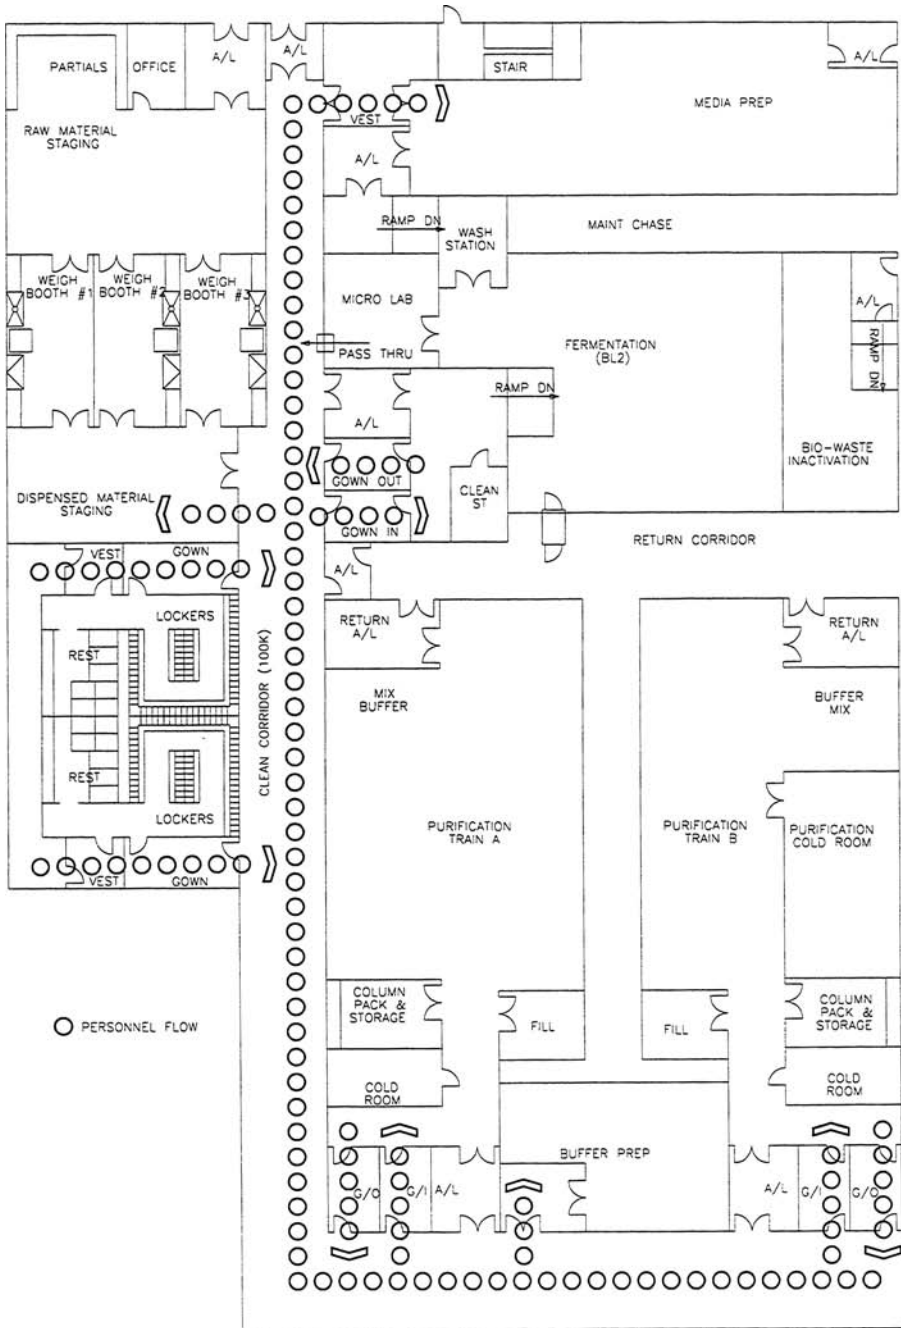 A/L
A/L
PARTIALS
OFFICE
STAIR
A/L
MEDIA PREP
VEST
RAW MATERIAL
STAGING
A/L
RAMP DN
WASH
STATION
MAINT CHASE
WEIGH
BOOTH #1
WEIGH
BOOTH #2
WEIGH
BOOTH #3
MICRO LAB
A/L
PASS THRU
FERMENTATION
(BL2)
RAMP DN
RAMP DN
A/L
BIO-WASTE
INACTIVATION
GOWN OUT
CLEAN
ST
DISPENSED MATERIAL
STAGING
GOWN IN
RETURN CORRIDOR
VEST
GOWN
A/L
LOCKERS
RETURN
A/L
RETURN
A/L
REST
CLEAN CORRIDOR (100K)
MIX
BUFFER
BUFFER
MIX
REST
LOCKERS
PURIFICATION
TRAIN A
PURIFICATION
TRAIN B
PURIFICATION
COLD ROOM
VEST
GOWN
COLUMN
PACK &
STORAGE
FILL
FILL
COLUMN
PACK &
STORAGE
PERSONNEL FLOW
COLD
ROOM
COLD
ROOM
BUFFER PREP
G/O
G/I
A/L
A/L
G/I
G/O